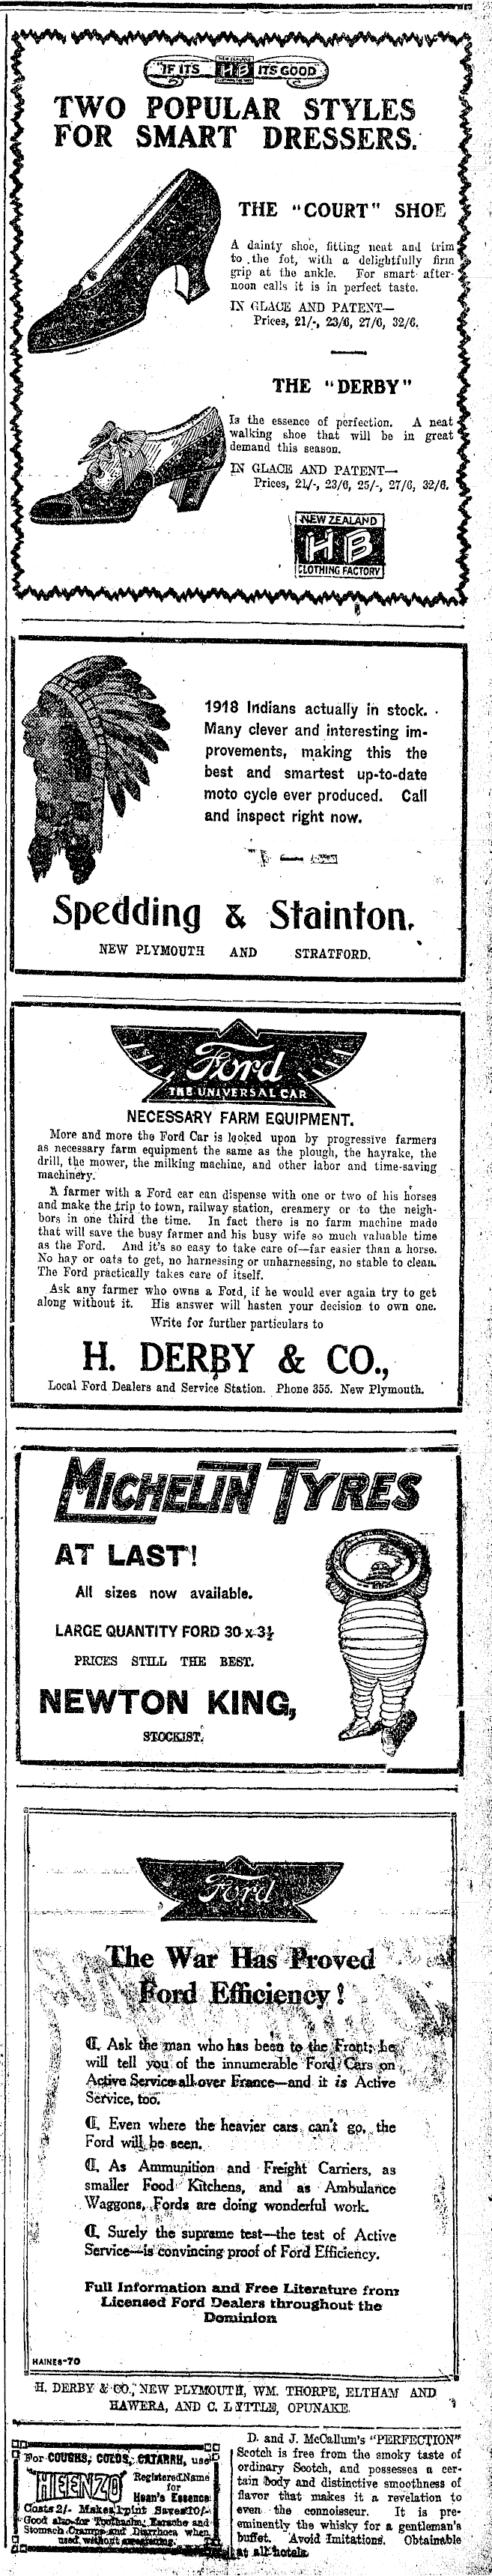 "IF ITS HB ITS GOOD"
TWO POPULAR STYLES
FOR SMART DRESSERS.
THE "COURT" SHOE
A dainty shoe, fitting neat and trim
to the fot, with a delightfully firm
grip at the ankle. For smart after-
noon calls it is in perfect taste.
IN GLACE AND PATENT—
Prices, 21/-, 23/6, 27/6, 32/6.
THE "DERBY"
Is the essence of perfection. A neat
walking shoe that will be in great
demand this season.
IN GLACE AND PATENT—
Prices, 21/-, 23/6, 25/-, 27/6, 32/6.
NEW ZEALAND
HB
CLOTHING FACTORY
1918 Indians actually in stock.
Many clever and interesting im-
provements, making this the
best and smartest up-to-date
moto cycle ever produced. Call
and inspect right now.
Spedding & Stainton.
NEW PLYMOUTH AND STRATFORD.
Ford
THE UNIVERSAL CAR
NECESSARY FARM EQUIPMENT.
More and more the Ford Car is looked upon by progressive farmers
as necessary farm equipment the same as the plough, the hayrake, the
drill, the mower, the milking machine, and other labor and time-saving
machinery.
A farmer with a Ford car can dispense with one or two of his horses
and make the trip to town, railway station, creamery or to the neigh-
bors in one third the time. In fact there is no farm machine made
that will save the busy farmer and his busy wife so much valuable time
as the Ford. And it's so easy to take care of—far easier than a horse.
No hay or oats to get, no harnessing or unharnessing, no stable to clean.
The Ford practically takes care of itself.
Ask any farmer who owns a Ford, if he would ever again try to get
along without it. His answer will hasten your decision to own one.
Write for further particulars to
H. DERBY & CO.,
Local Ford Dealers and Service Station. Phone 355. New Plymouth.
MICHELIN TYRES
AT LAST!
All sizes now available.
LARGE QUANTITY FORD 30 x 3½
PRICES STILL THE BEST.
NEWTON KING,
STOCKIST.
Ford
The War Has Proved
Ford Efficiency!
¶ Ask the man who has been to the Front; he
will tell you of the innumerable Ford Cars on
Active Service all over France—and it is Active
Service, too.
¶ Even where the heavier cars can't go, the
Ford will be seen.
¶ As Ammunition and Freight Carriers, as
smaller Food Kitchens, and as Ambulance
Waggons, Fords are doing wonderful work.
¶ Surely the supreme test—the test of Active
Service—is convincing proof of Ford Efficiency.
Full Information and Free Literature from
Licensed Ford Dealers throughout the
Dominion
HAINES-70
H. DERBY & CO., NEW PLYMOUTH, WM. THORPE, ELTHAM AND
HAWERA, AND C. LYTTLE, OPUNAKE.
For COUGHS, COLDS, CATARRH, use
HEENZO Registered Name
for
Hean's Essence
Costs 2/- Makes 1 pint Saves 10/-
Good also for Toothache, Earache and
Stomach Cramps and Diarrhoea when
used without sweetening.
D. and J. McCallum's "PERFECTION"
Scotch is free from the smoky taste of
ordinary Scotch, and possesses a cer-
tain body and distinctive smoothness of
flavor that makes it a revelation to
even the connoisseur. It is pre-
eminently the whisky for a gentleman's
buffet. Avoid Imitations. Obtainable
at all hotels.